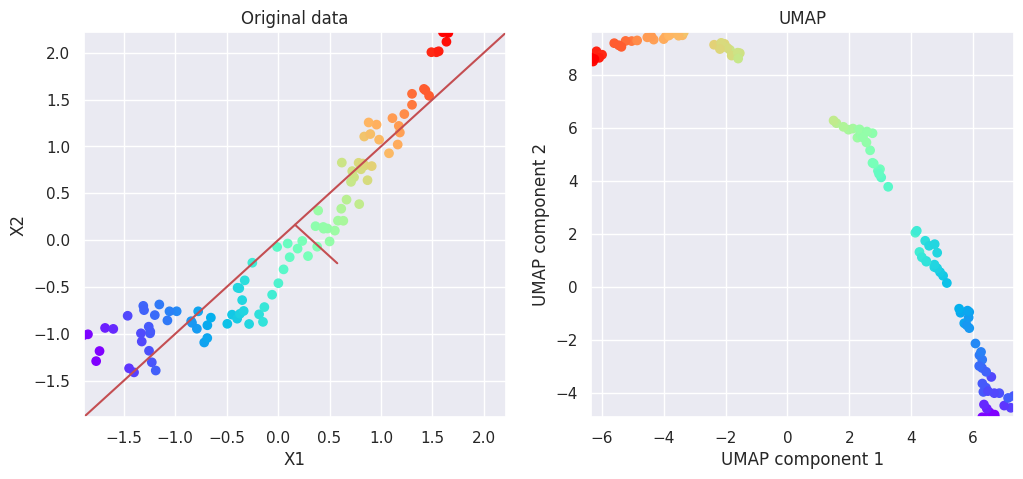 Original data
2.0
1.5
1.0
0.5
0.0
−0.5
−1.0
−1.5
X2
−1.5 −1.0 −0.5 0.0 0.5 1.0 1.5 2.0
X1
UMAP
8
6
4
2
0
−2
−4
UMAP component 2
−6 −4 −2 0 2 4 6
UMAP component 1